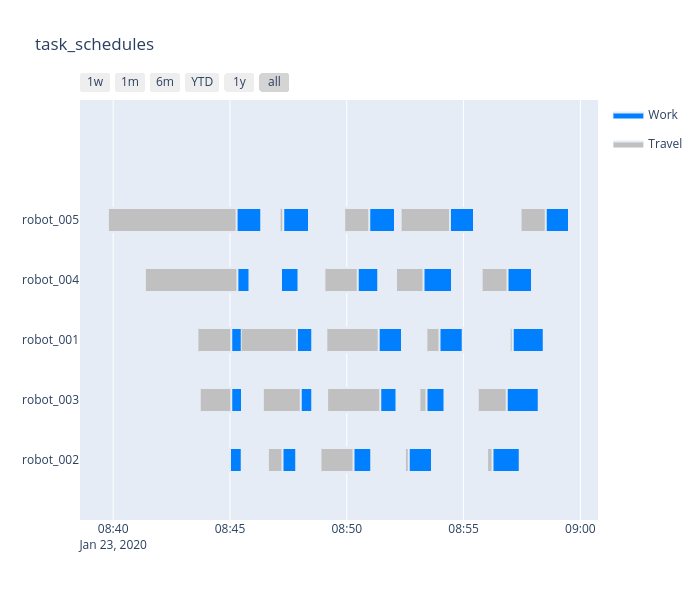 task_schedules
1w 1m 6m YTD 1y all
Work
Travel
robot_005
robot_004
robot_001
robot_003
robot_002
08:40 08:45 08:50 08:55 09:00
Jan 23, 2020